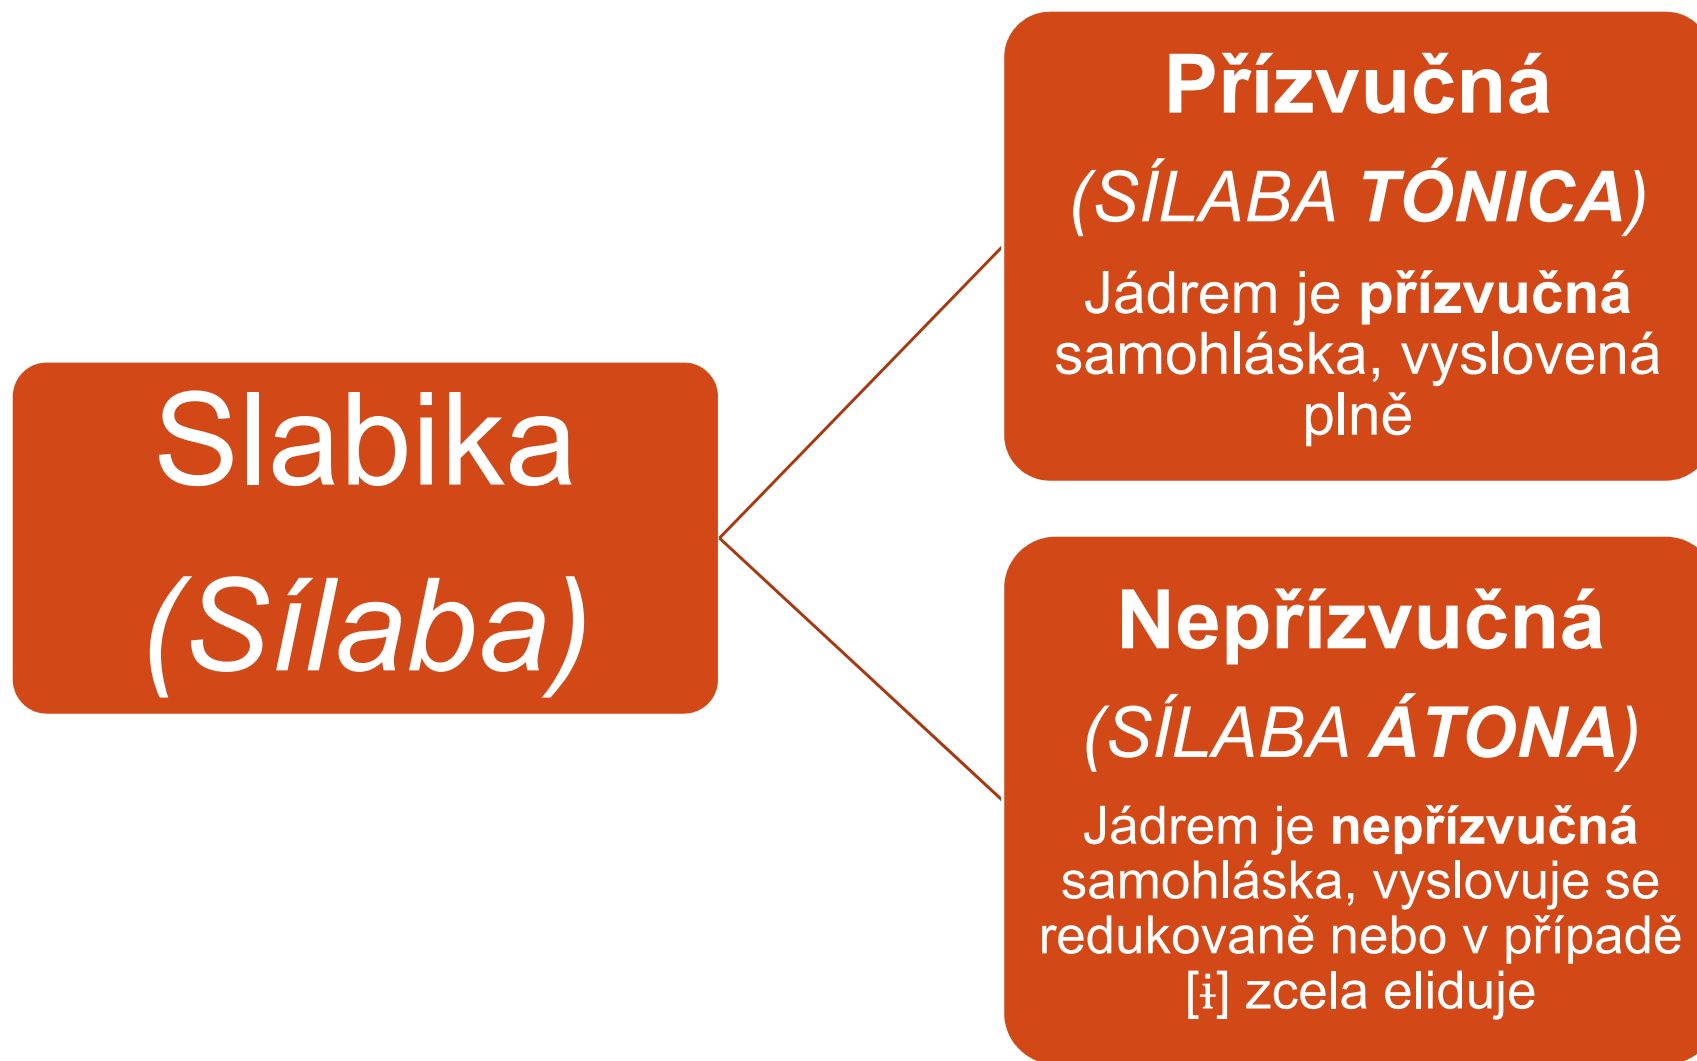 Slabika
(Sílaba)
Přízvučná
(SÍLABA TÓNICA)
Jádrem je přízvučná
samohláska, vyslovená
plně
Nepřízvučná
(SÍLABA ÁTONA)
Jádrem je nepřízvučná
samohláska, vyslovuje se
redukovaně nebo v případě
[ɨ] zcela eliduje